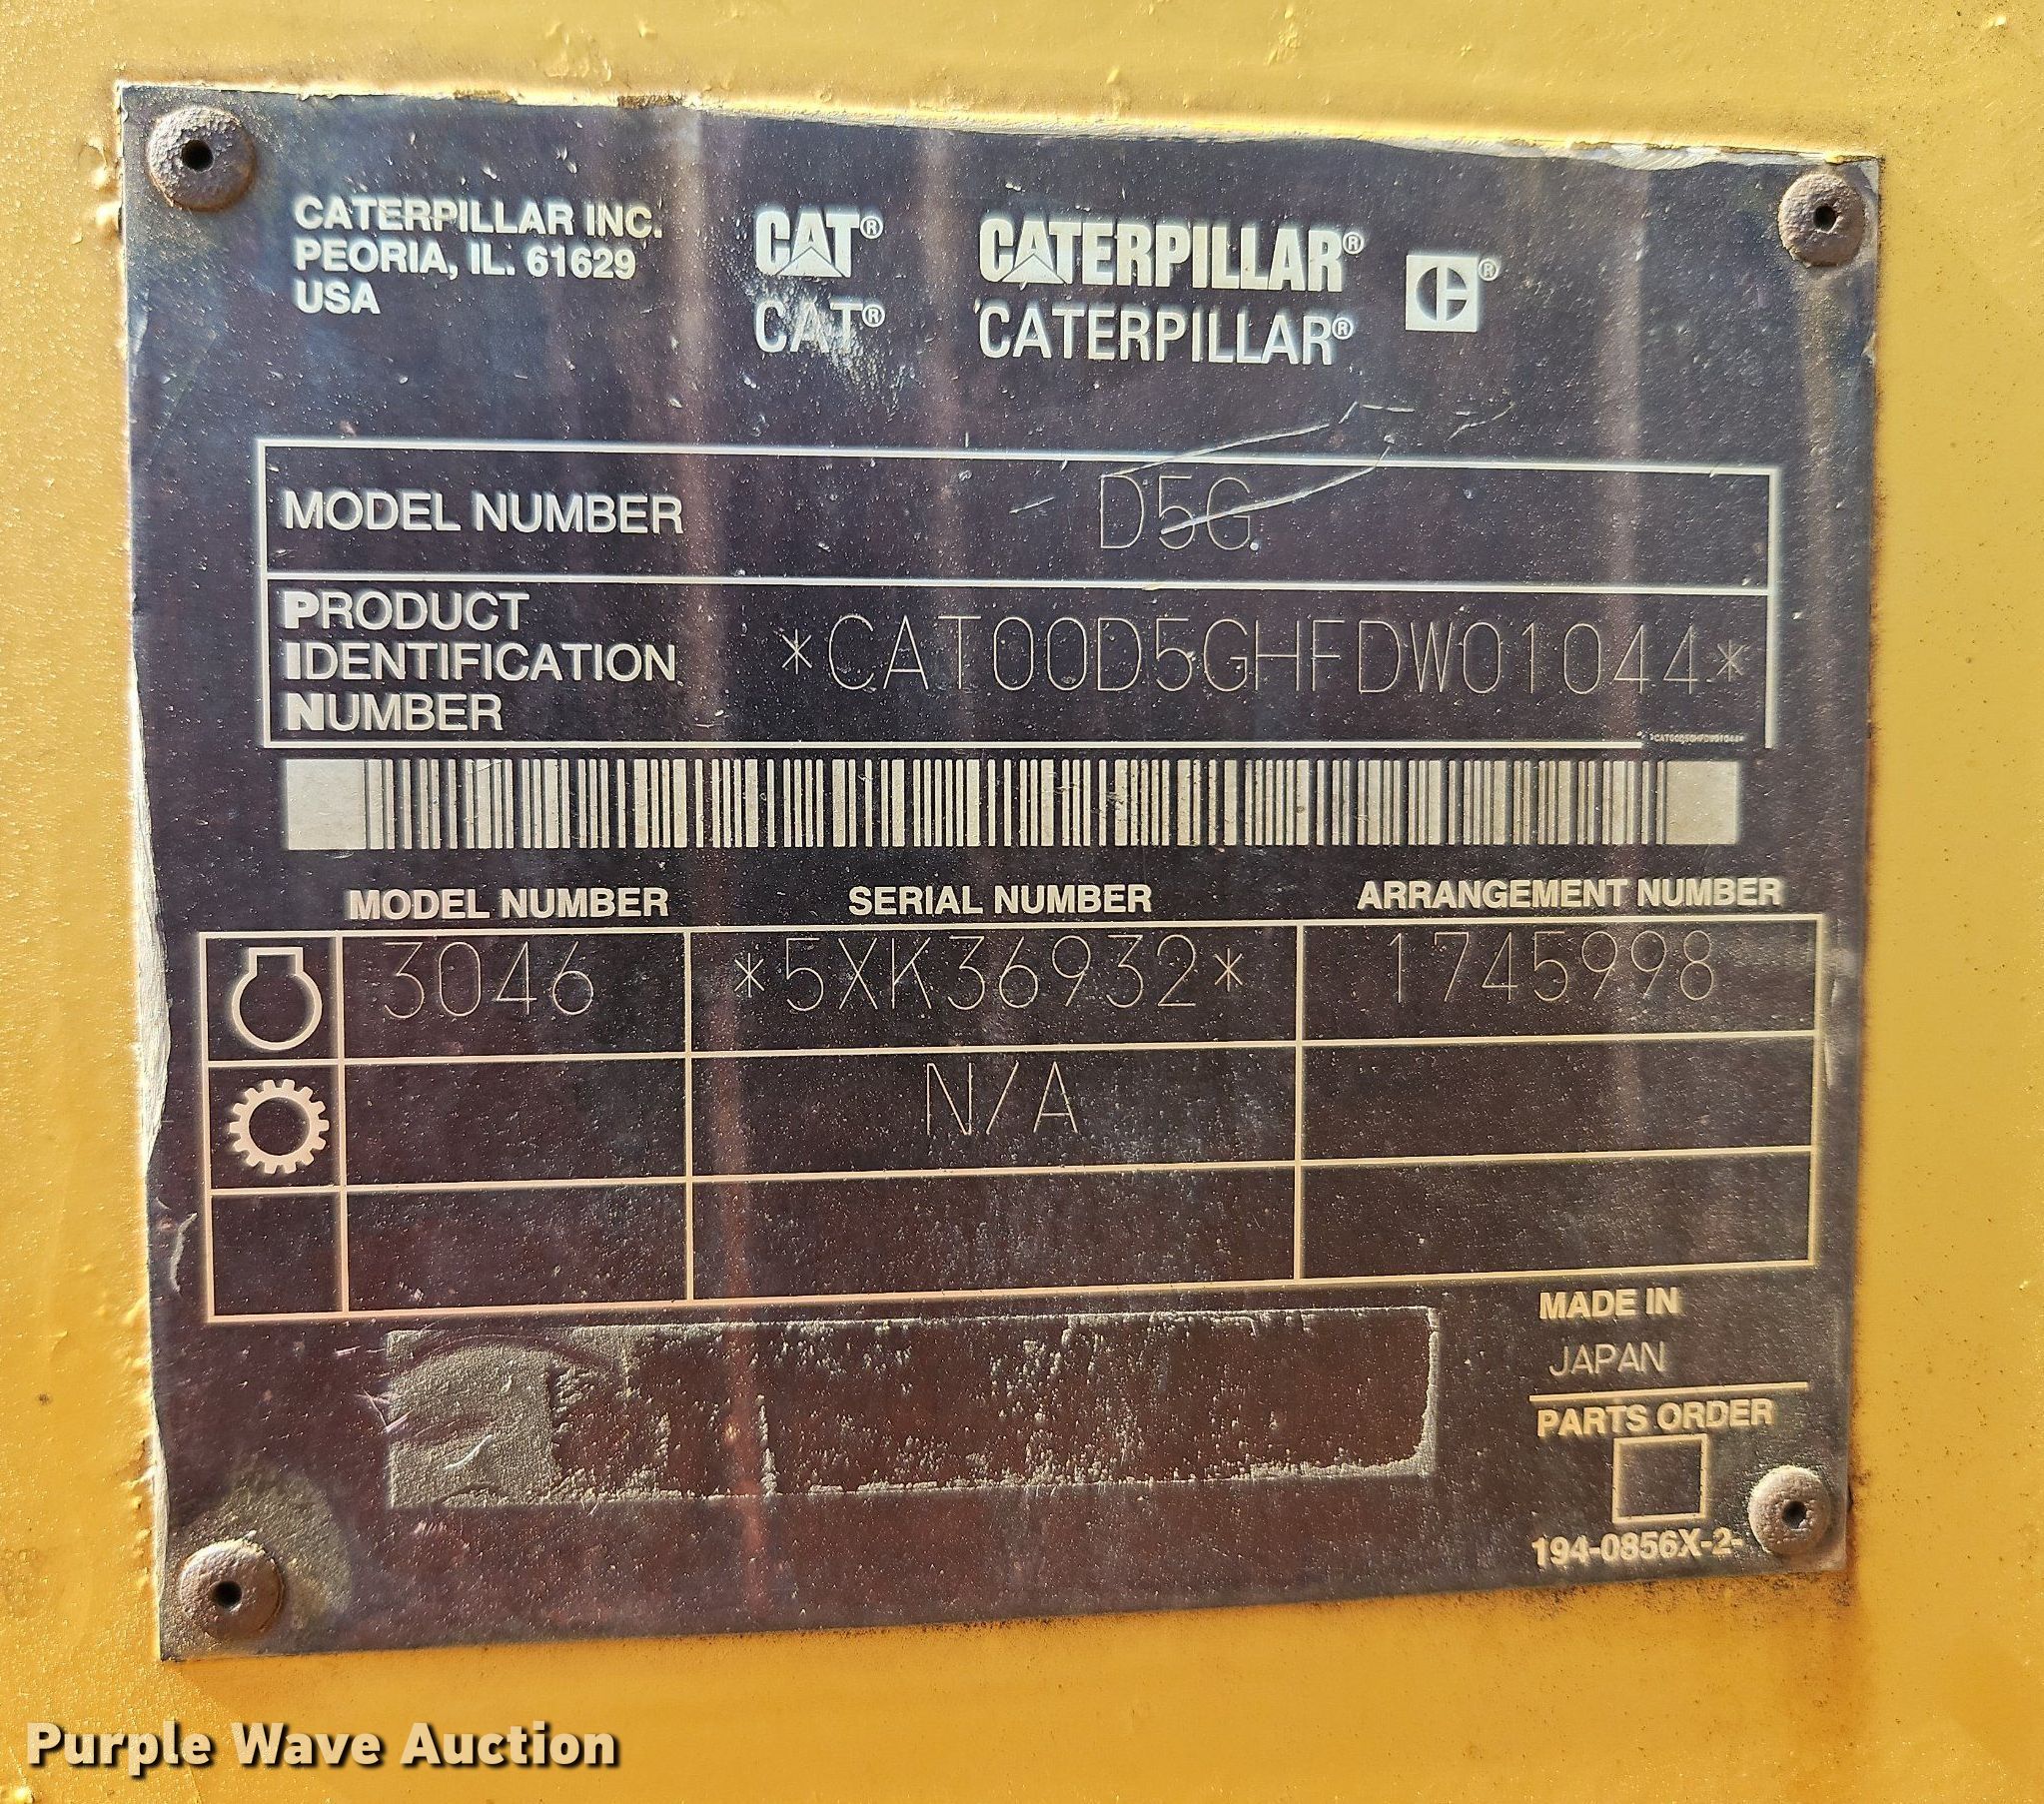 CATERPILLAR INC.
PEORIA, IL. 61629
USA
CAT® CATERPILLAR® ®
CAT® CATERPILLAR®
MODEL NUMBER D5G
PRODUCT
IDENTIFICATION
NUMBER
*CAT00D5GHFDW01044*
*CAT00D5GHFDW01044*
MODEL NUMBER SERIAL NUMBER ARRANGEMENT NUMBER
3046 *5XK36932* 1745998
N/A
MADE IN
JAPAN
PARTS ORDER
194-0856X-2-
Purple Wave Auction